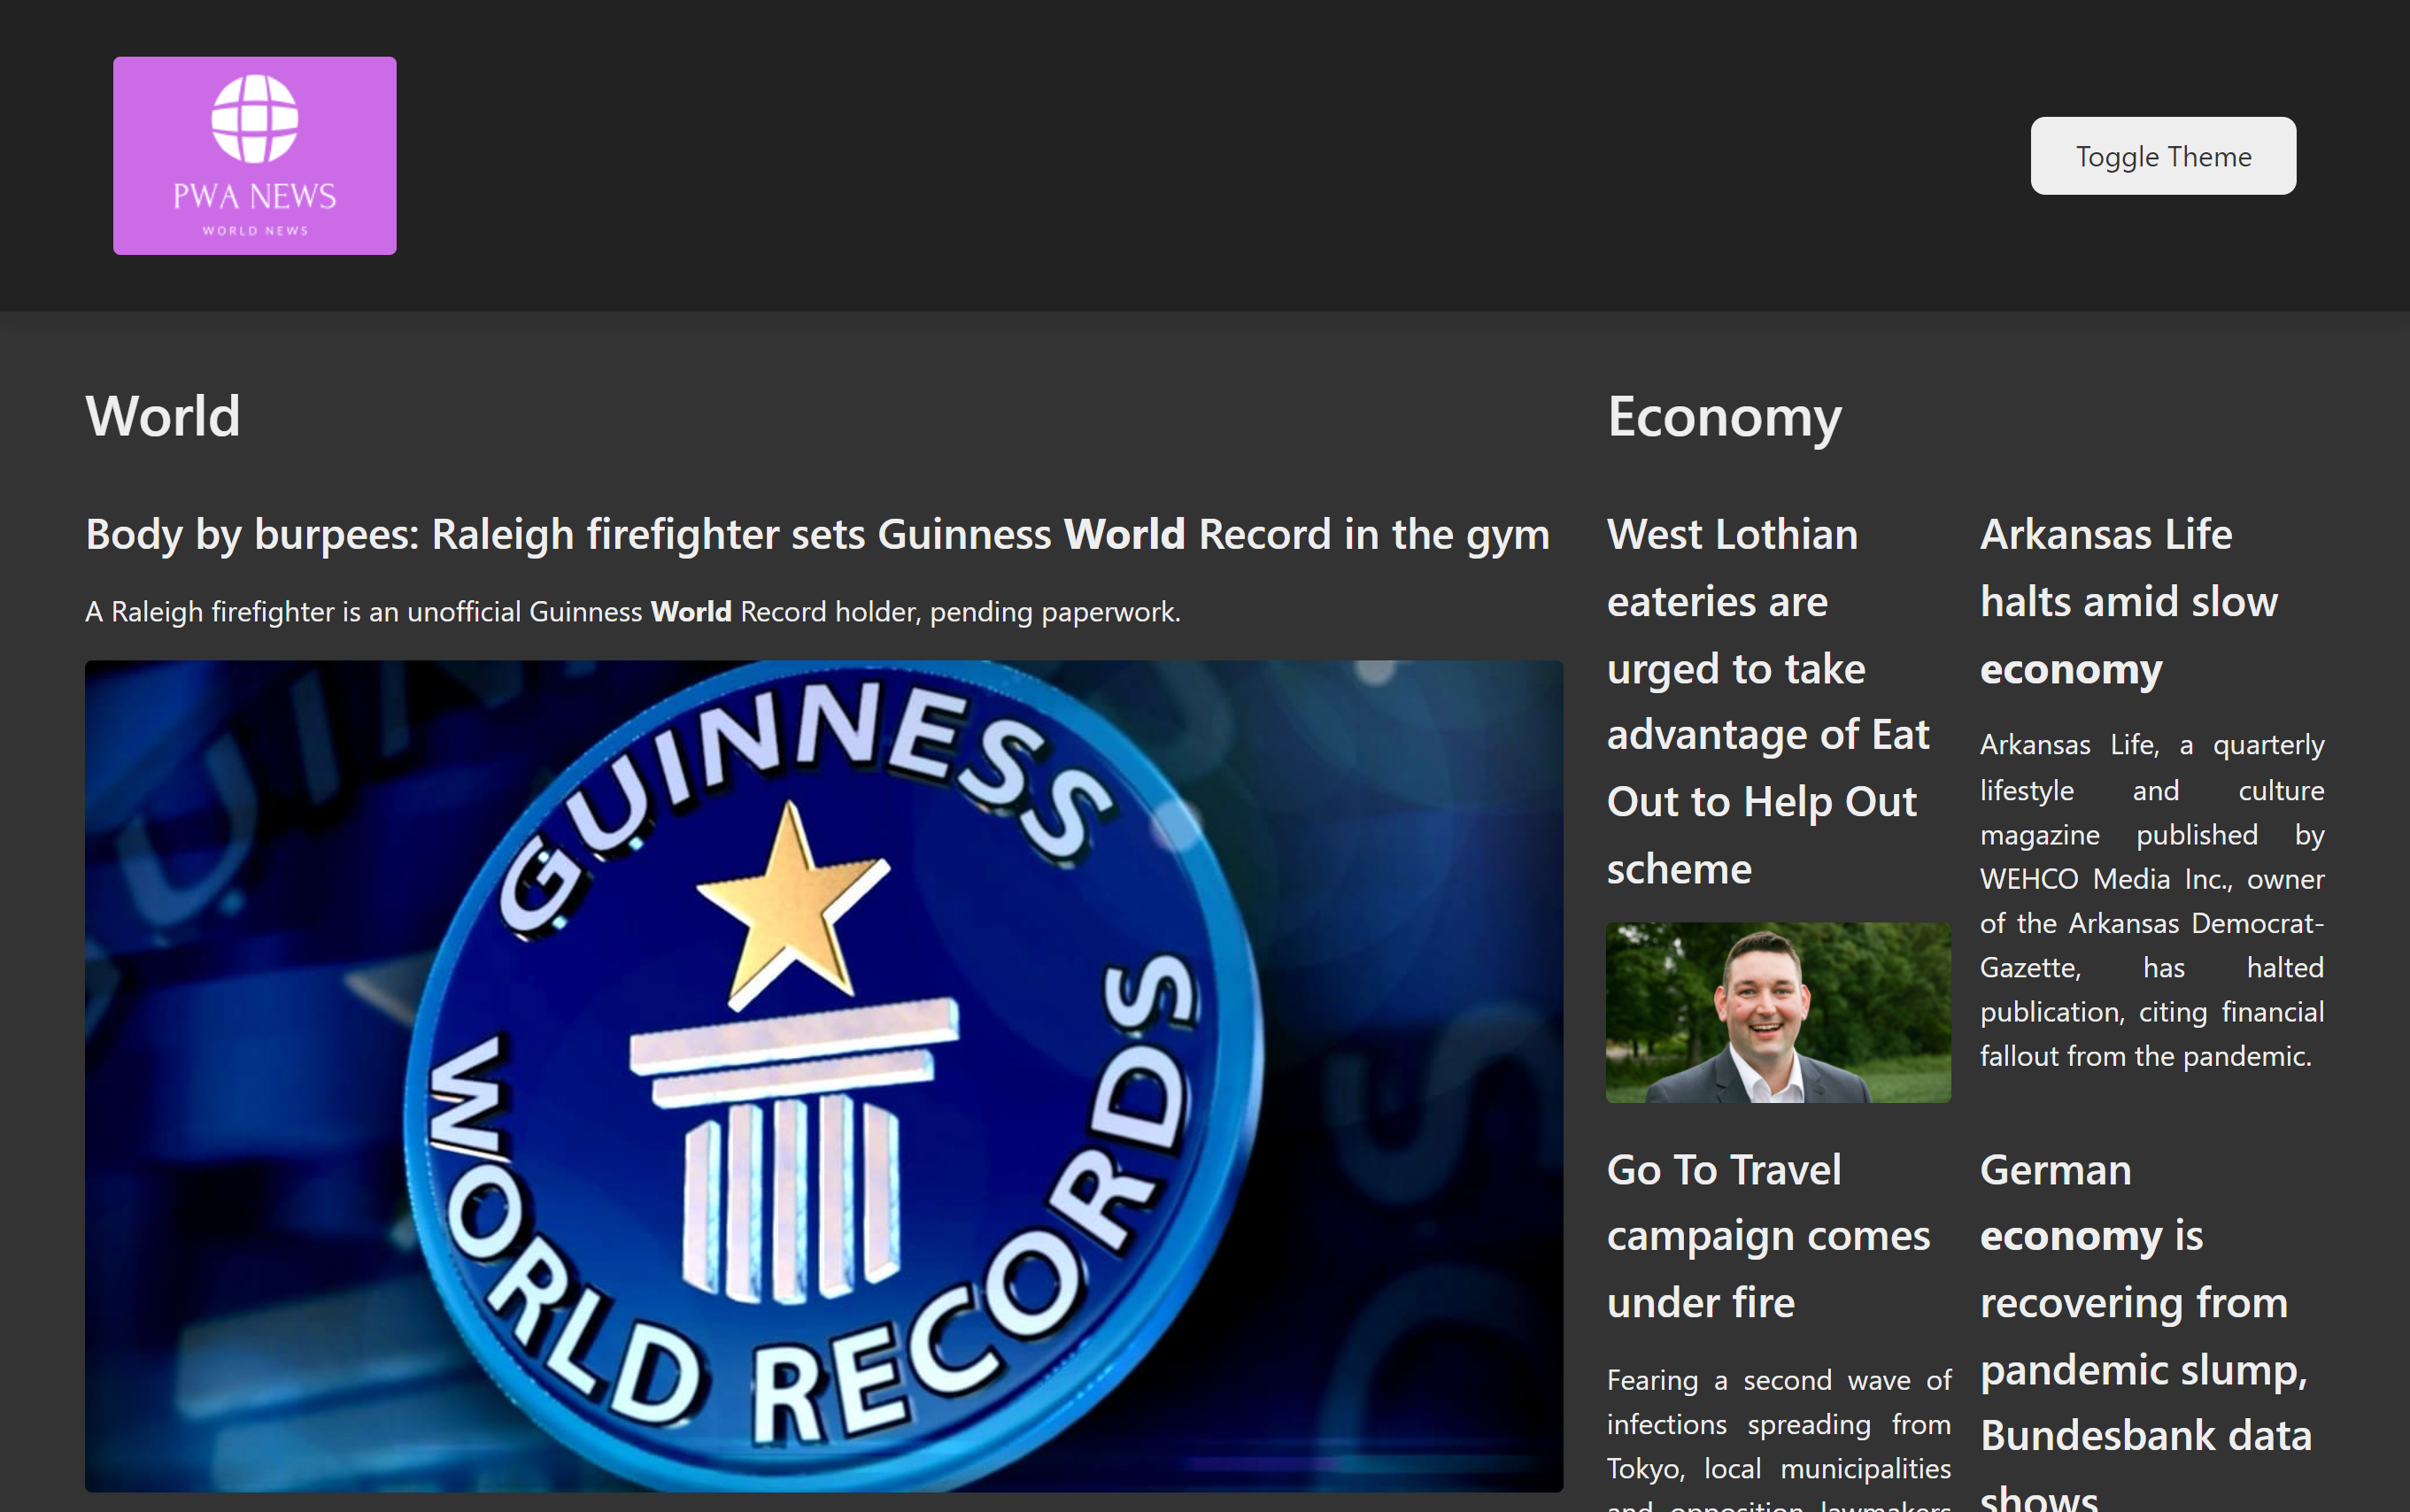 PWA NEWS
WORLD NEWS
Toggle Theme
World
Body by burpees: Raleigh firefighter sets Guinness World Record in the gym
A Raleigh firefighter is an unofficial Guinness World Record holder, pending paperwork.
GUINNESS
WORLD RECORDS
Economy
West Lothian
eateries are
urged to take
advantage of Eat
Out to Help Out
scheme
Arkansas Life
halts amid slow
economy
Arkansas Life, a quarterly
lifestyle and culture
magazine published by
WEHCO Media Inc., owner
of the Arkansas Democrat-
Gazette, has halted
publication, citing financial
fallout from the pandemic.
Go To Travel
campaign comes
under fire
Fearing a second wave of
infections spreading from
Tokyo, local municipalities
and opposition lawmakers
German
economy is
recovering from
pandemic slump,
Bundesbank data
shows